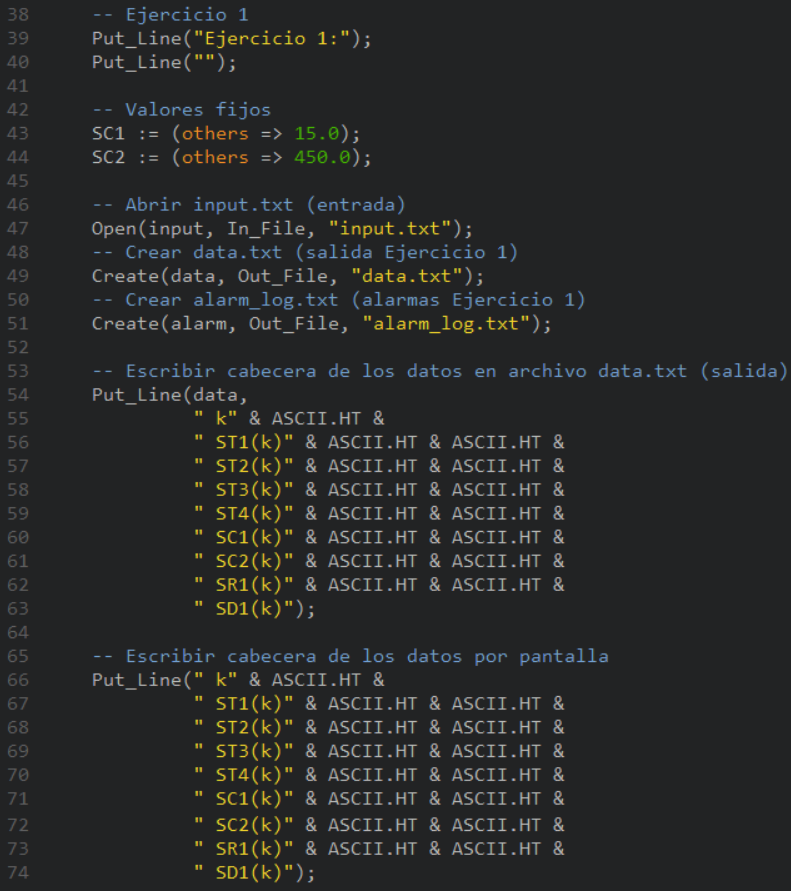 38 -- Ejercicio 1
39 Put_Line("Ejercicio 1:");
40 Put_Line("");
41
42 -- Valores fijos
43 SC1 := (others => 15.0);
44 SC2 := (others => 450.0);
45
46 -- Abrir input.txt (entrada)
47 Open(input, In_File, "input.txt");
48 -- Crear data.txt (salida Ejercicio 1)
49 Create(data, Out_File, "data.txt");
50 -- Crear alarm_log.txt (alarmas Ejercicio 1)
51 Create(alarm, Out_File, "alarm_log.txt");
52
53 -- Escribir cabecera de los datos en archivo data.txt (salida)
54 Put_Line(data,
55 " k" & ASCII.HT &
56 " ST1(k)" & ASCII.HT & ASCII.HT &
57 " ST2(k)" & ASCII.HT & ASCII.HT &
58 " ST3(k)" & ASCII.HT & ASCII.HT &
59 " ST4(k)" & ASCII.HT & ASCII.HT &
60 " SC1(k)" & ASCII.HT & ASCII.HT &
61 " SC2(k)" & ASCII.HT & ASCII.HT &
62 " SR1(k)" & ASCII.HT & ASCII.HT &
63 " SD1(k)");
64
65 -- Escribir cabecera de los datos por pantalla
66 Put_Line(" k" & ASCII.HT &
67 " ST1(k)" & ASCII.HT & ASCII.HT &
68 " ST2(k)" & ASCII.HT & ASCII.HT &
69 " ST3(k)" & ASCII.HT & ASCII.HT &
70 " ST4(k)" & ASCII.HT & ASCII.HT &
71 " SC1(k)" & ASCII.HT & ASCII.HT &
72 " SC2(k)" & ASCII.HT & ASCII.HT &
73 " SR1(k)" & ASCII.HT & ASCII.HT &
74 " SD1(k)");